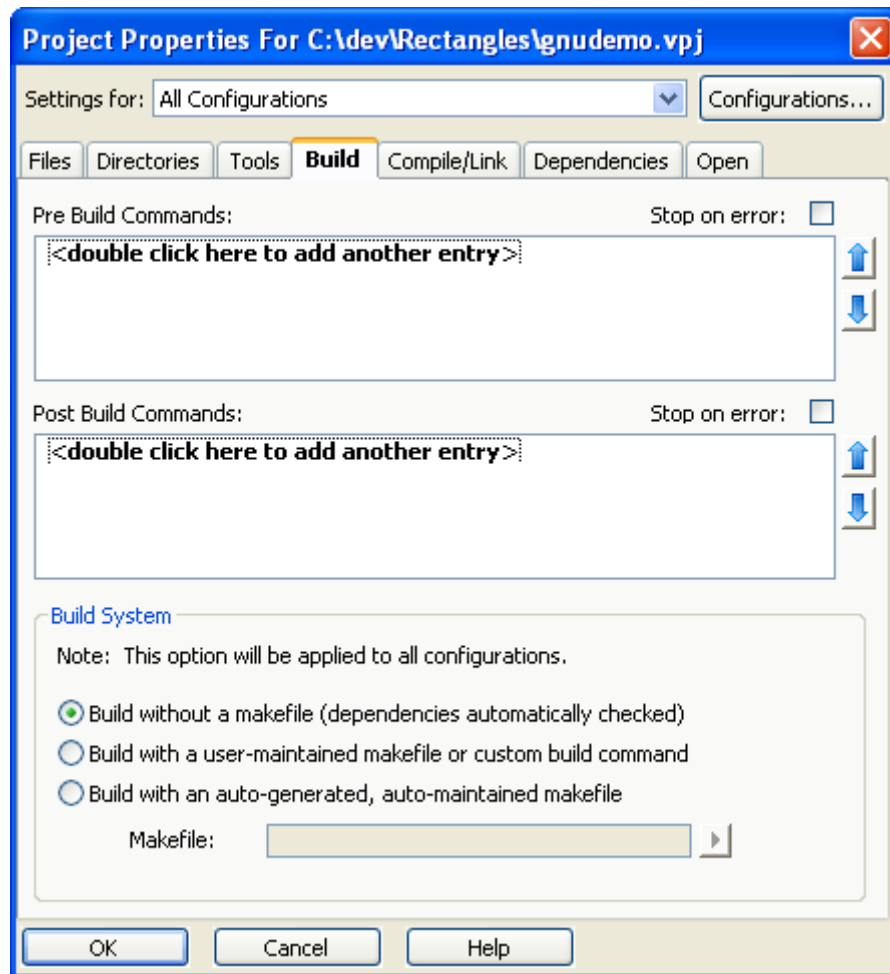 Project Properties For C:\dev\Rectangles\gnudemo.vpj
Settings for: All Configurations Configurations...
Files Directories Tools Build Compile/Link Dependencies Open
Pre Build Commands: Stop on error:
<double click here to add another entry>
Post Build Commands: Stop on error:
<double click here to add another entry>
Build System
Note: This option will be applied to all configurations.
Build without a makefile (dependencies automatically checked)
Build with a user-maintained makefile or custom build command
Build with an auto-generated, auto-maintained makefile
Makefile:
OK Cancel Help